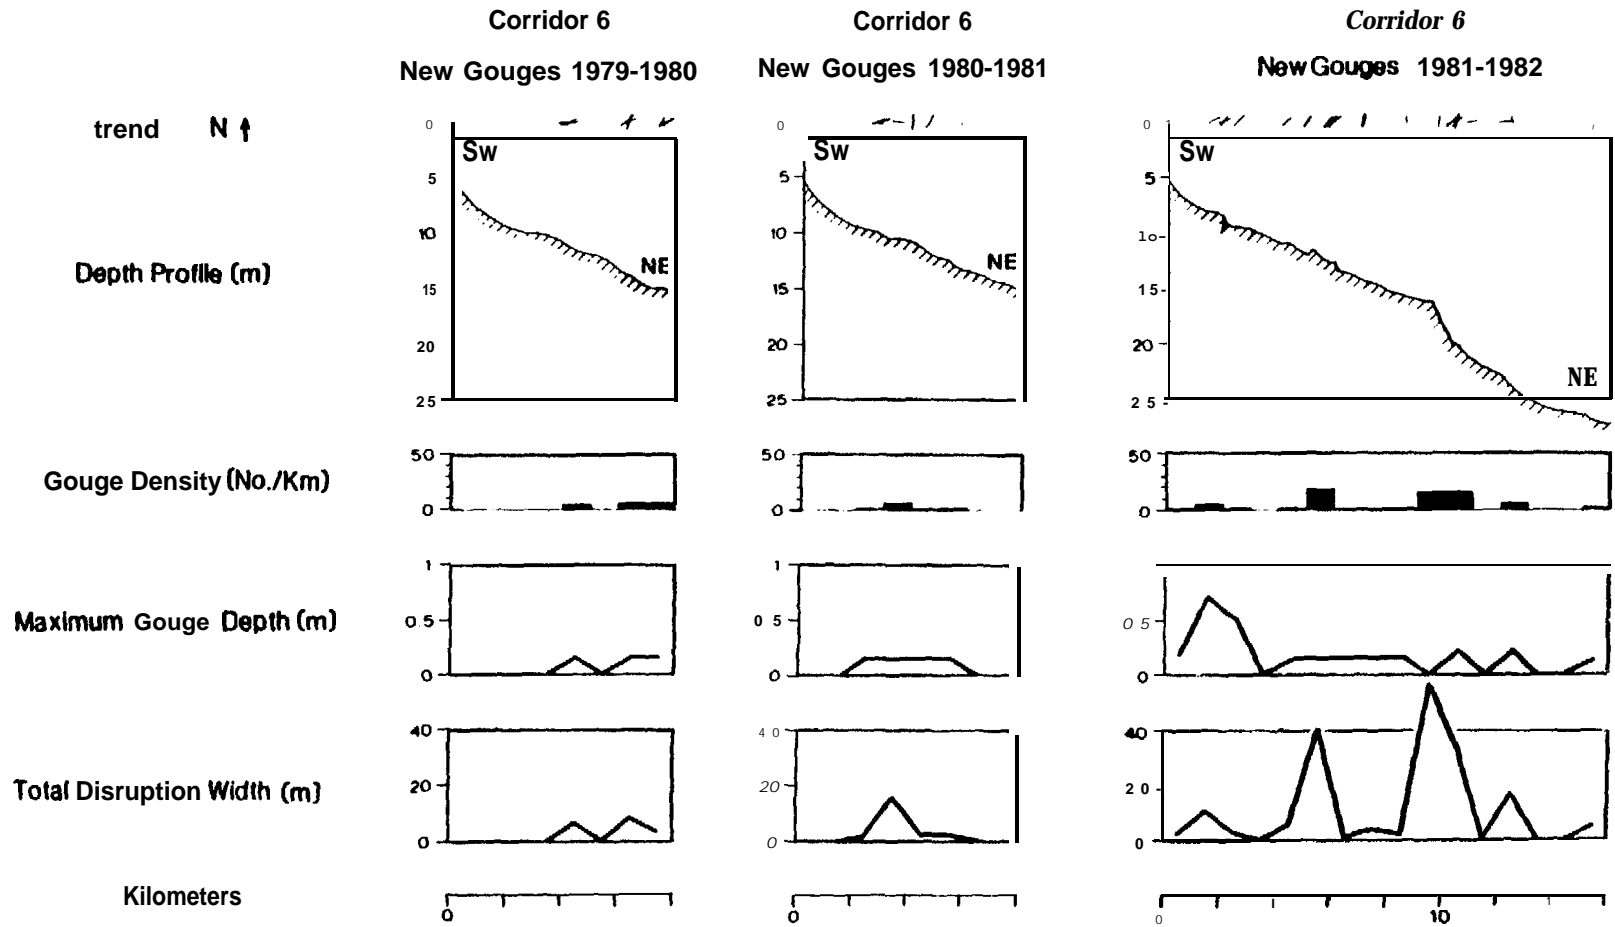 Corridor 6
New Gouges 1979-1980
Corridor 6
New Gouges 1980-1981
Corridor 6
New Gouges 1981-1982
trend N
0
0
0
Depth Profile (m)
SW
5
10
15
20
25
NE
SW
5
10
15
20
25
NE
SW
5
10
15
20
25
NE
Gouge Density (No./Km)
50
0
50
0
50
0
Maximum Gouge Depth (m)
1
0 5
0
1
0 5
0
0 5
0
Total Disruption Width (m)
40
20
0
40
20
0
40
20
0
Kilometers
0
0
0
10